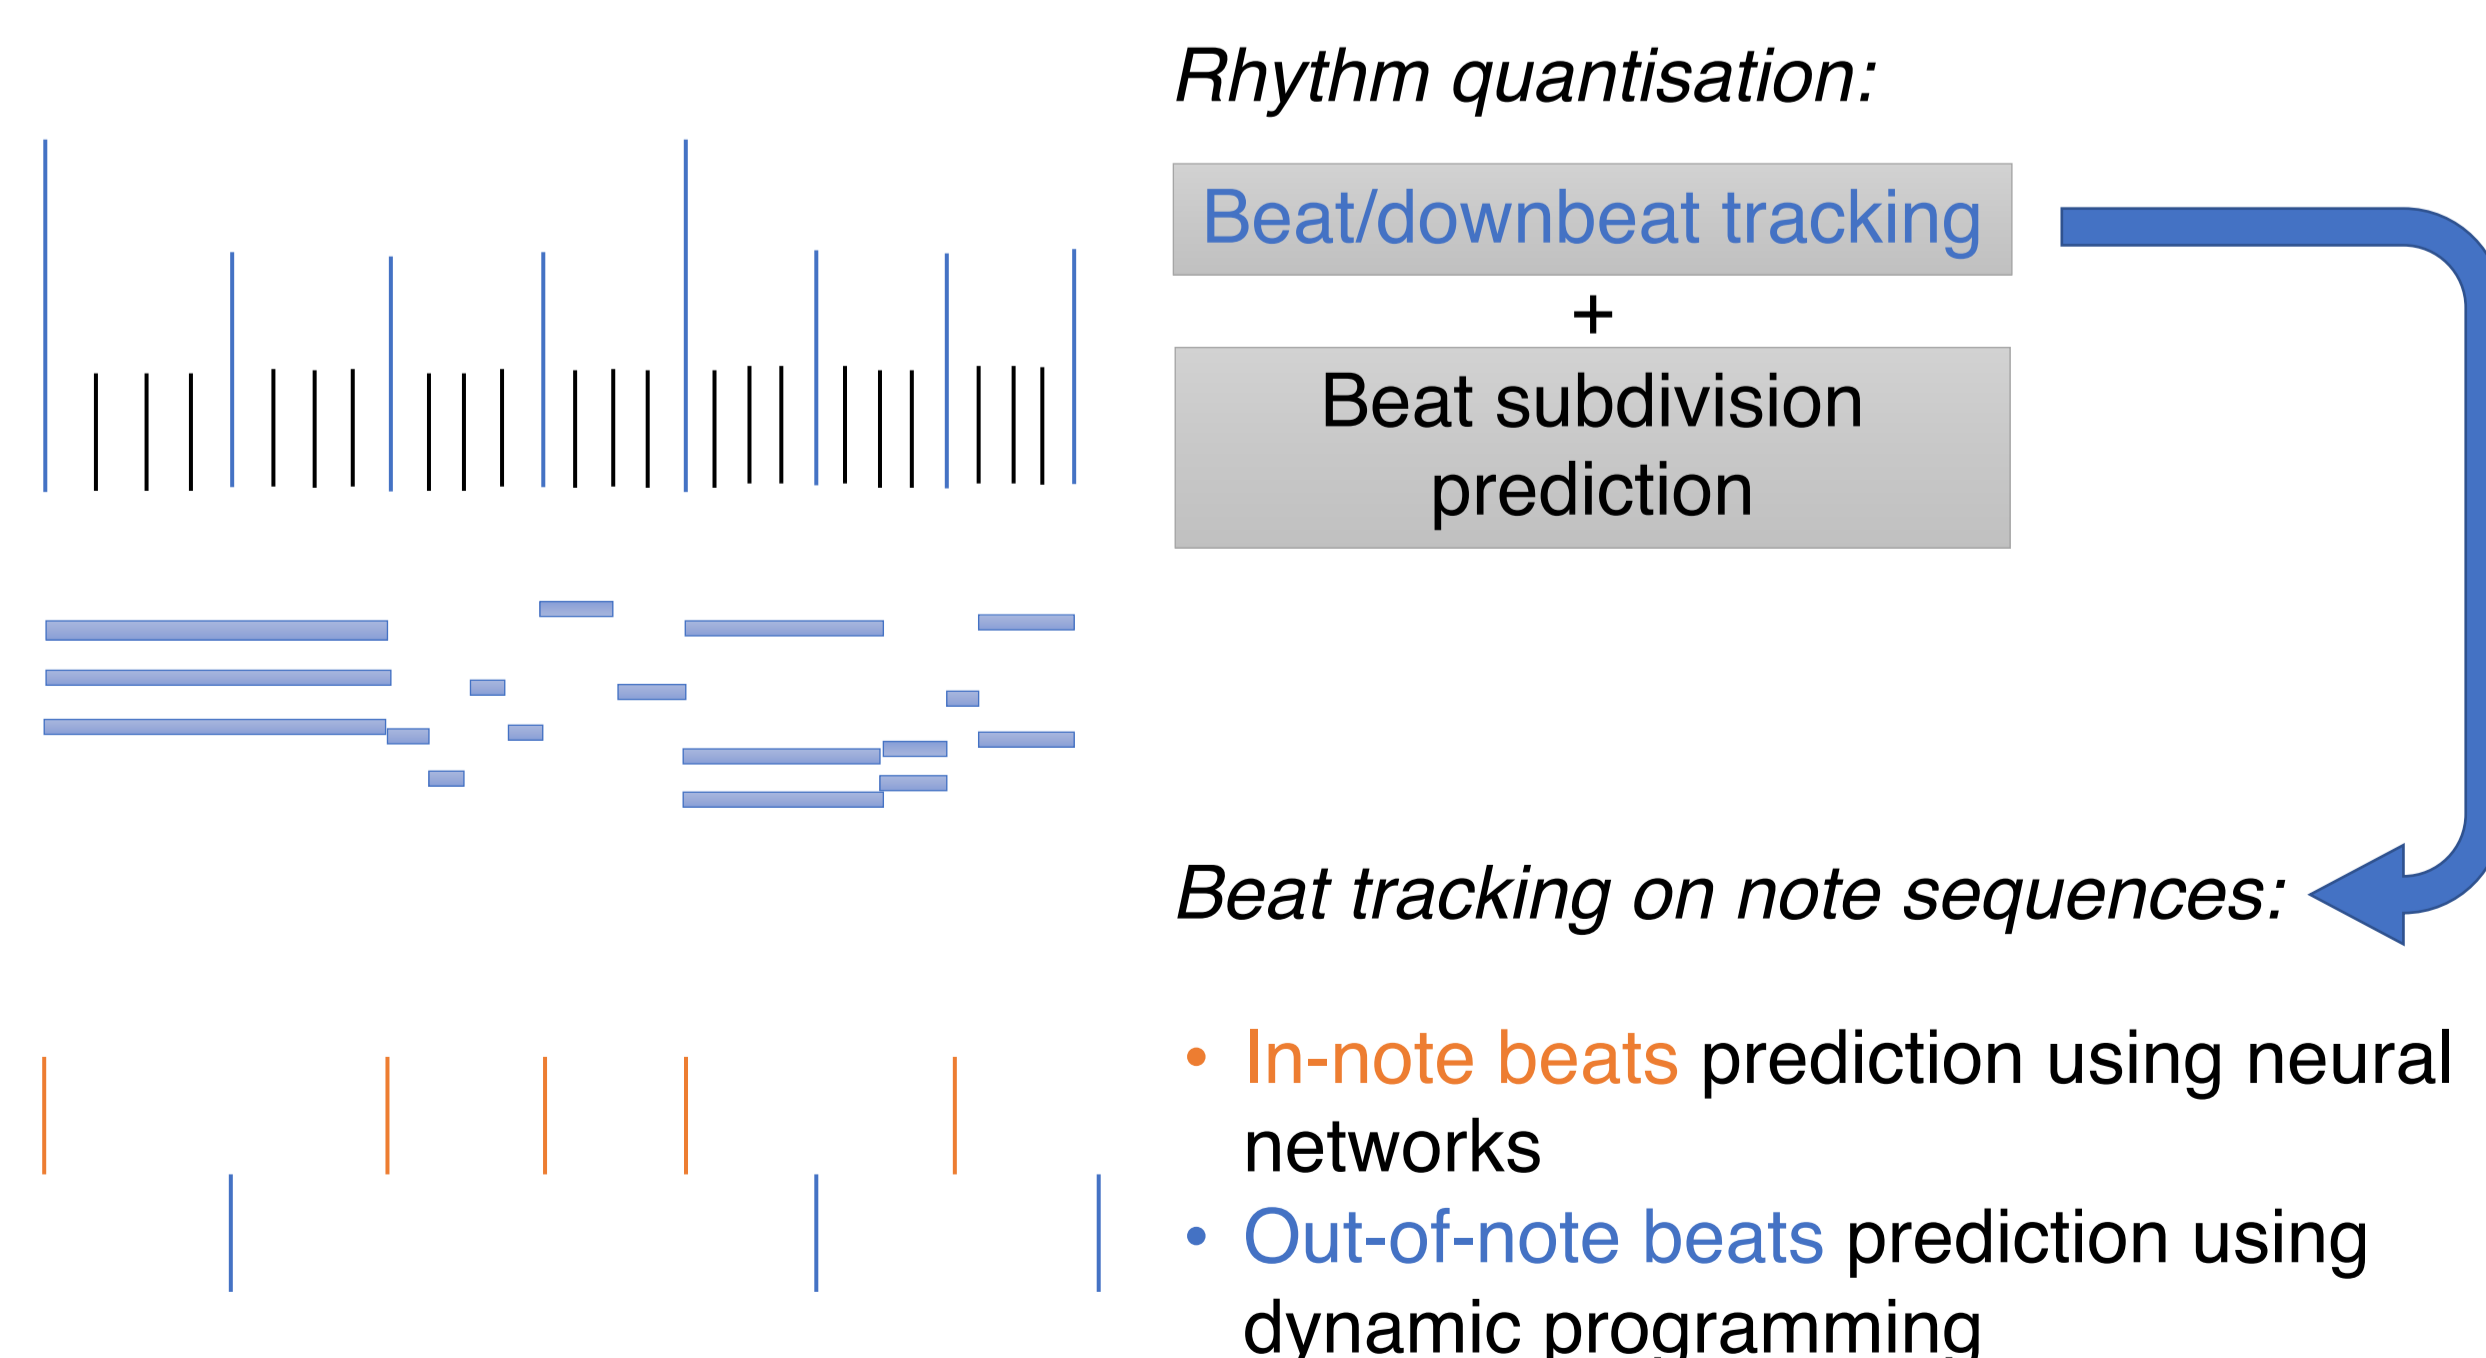 Rhythm quantisation:
Beat/downbeat tracking
+
Beat subdivision
prediction
Beat tracking on note sequences:
• In-note beats prediction using neural
networks
• Out-of-note beats prediction using
dynamic programming